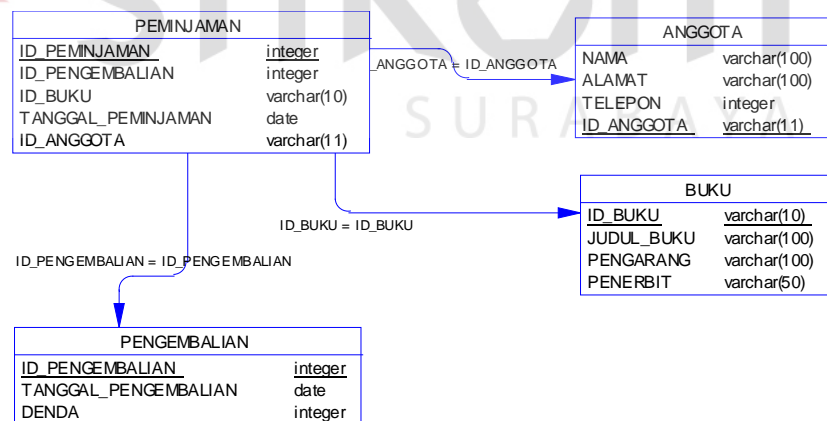 PEMINJAMAN
ID_PEMINJAMAN integer
ID_PENGEMBALIAN integer
ID_BUKU varchar(10)
TANGGAL_PEMINJAMAN date
ID_ANGGOTA varchar(11)
_ANGGOTA = ID_ANGGOTA
ANGGOTA
NAMA varchar(100)
ALAMAT varchar(100)
TELEPON integer
ID_ANGGOTA varchar(11)
SURABAYA
ID_BUKU = ID_BUKU
BUKU
ID_BUKU varchar(10)
JUDUL_BUKU varchar(100)
PENGARANG varchar(100)
PENERBIT varchar(50)
ID_PENGEMBALIAN = ID_PENGEMBALIAN
PENGEMBALIAN
ID_PENGEMBALIAN integer
TANGGAL_PENGEMBALIAN date
DENDA integer